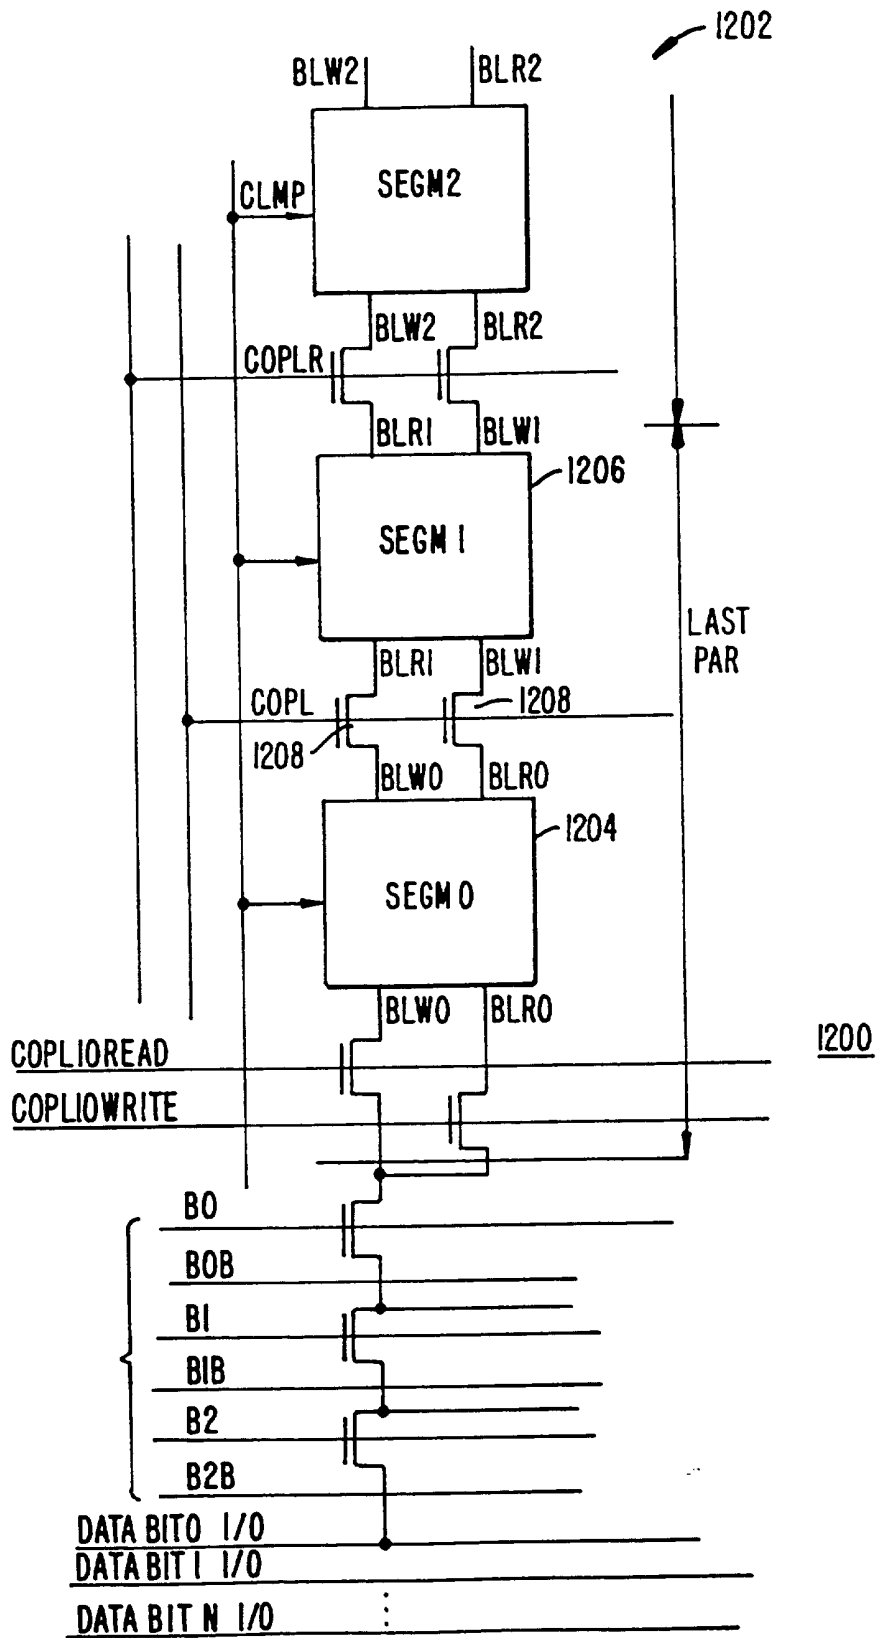 1202
BLW2 BLR2
SEGM2
CLMP
BLW2 BLR2
COPLR
BLR1 BLW1
1206
SEGM 1
LAST
PAR
BLR1 BLW1
COPL 1208
1208
BLW0 BLR0
1204
SEGM 0
BLW0 BLR0
COPLIOREAD
1200
COPLIOWRITE
B0
B0B
B1
B1B
B2
B2B
DATA BIT0 I/O
DATA BIT 1 I/O
DATA BIT N I/O